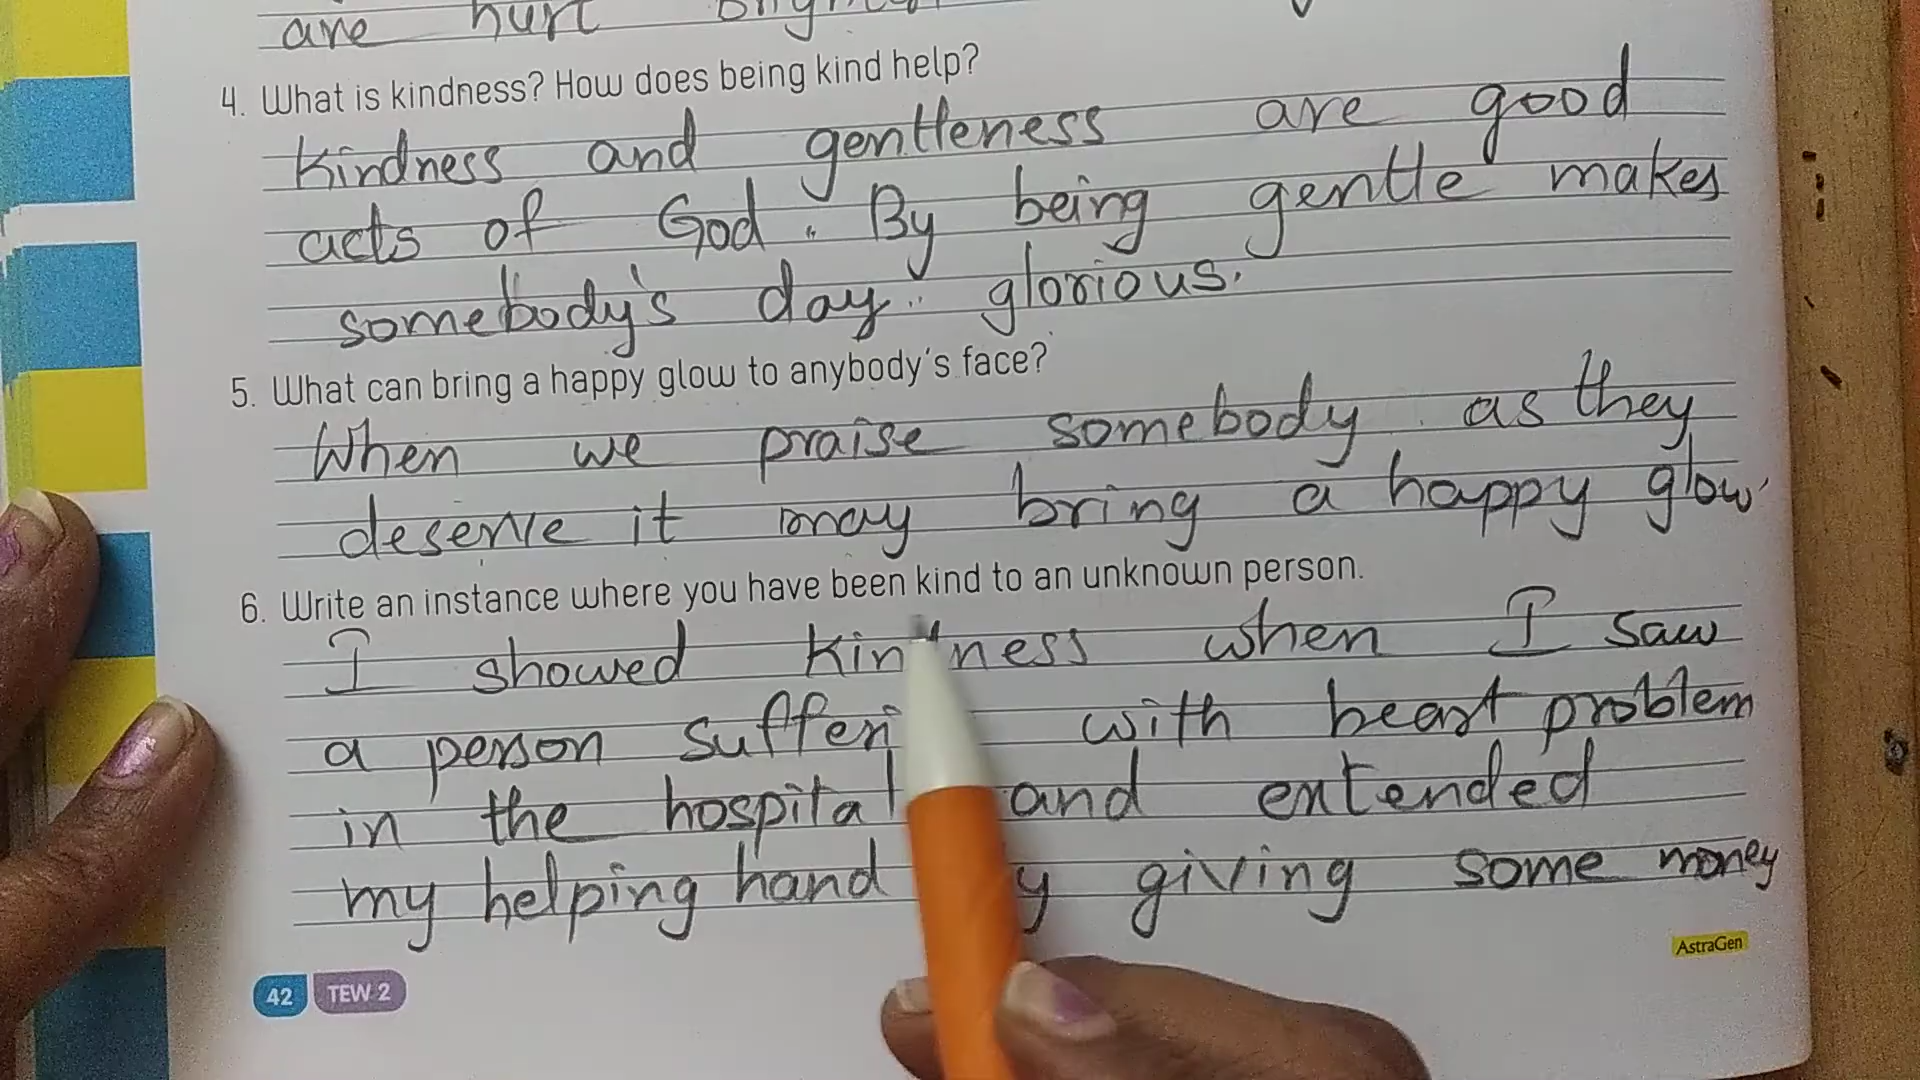 are hurt
4. What is kindness? How does being kind help?
Kindness and gentleness are good
acts of God. By being gentle makes
somebody's day glorious.
5. What can bring a happy glow to anybody's face?
When we praise somebody as they
deserve it may bring a happy glow
6. Write an instance where you have been kind to an unknown person.
I showed kindness when I saw
a person with heart problem
in the hospital and extended
my helping hand giving some money
AstraGen
42 TEW 2